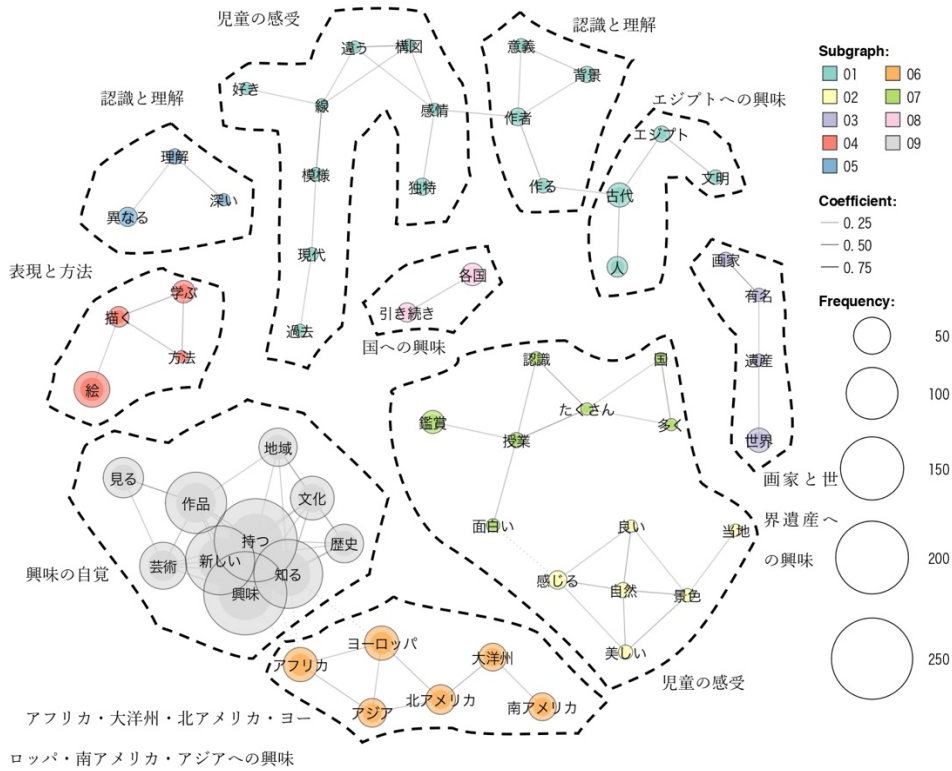 児童の感受
認識と理解
違う
構図
意義
背景
好き
線
感情
作者
エジプトへの興味
エジプト
認識と理解
理解
深い
異なる
模様
独特
作る
古代
文明
人
現代
過去
表現と方法
学ぶ
描く
方法
絵
各国
引き続き
国への興味
画家
有名
遺産
世界
画家と世
界遺産へ
の興味
認識
国
たくさん
多く
鑑賞
授業
面白い
良い
当地
感じる
自然
景色
美しい
児童の感受
地域
見る
作品
文化
持つ
歴史
芸術
新しい
知る
興味
興味の自覚
ヨーロッパ
アフリカ
大洋州
北アメリカ
アジア
南アメリカ
アフリカ・大洋州・北アメリカ・ヨー
ロッパ・南アメリカ・アジアへの興味
Subgraph:
01 06
02 07
03 08
04 09
05
Coefficient:
0.25
0.50
0.75
Frequency:
50
100
150
200
250